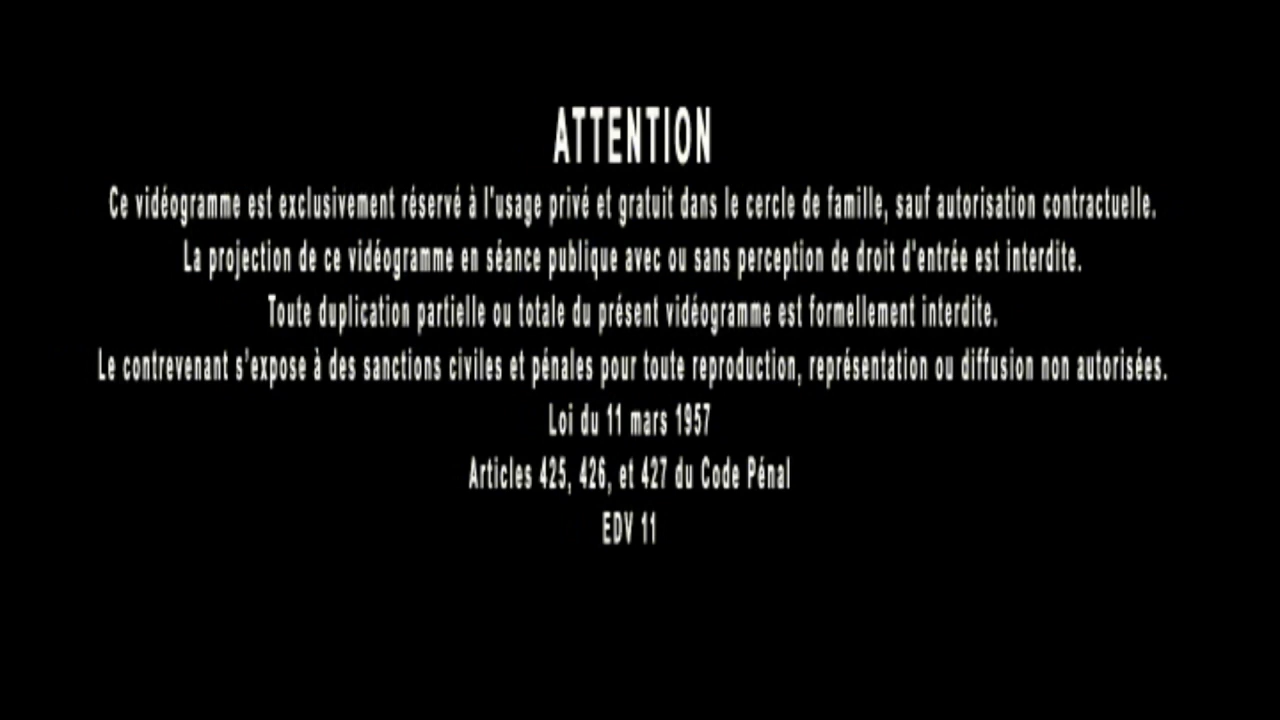 ATTENTION
Ce vidéogramme est exclusivement réservé à l'usage privé et gratuit dans le cercle de famille, sauf autorisation contractuelle.
La projection de ce vidéogramme en séance publique avec ou sans perception de droit d'entrée est interdite.
Toute duplication partielle ou totale du présent vidéogramme est formellement interdite.
Le contrevenant s'expose à des sanctions civiles et pénales pour toute reproduction, représentation ou diffusion non autorisées.
Loi du 11 mars 1957
Articles 425, 426, et 427 du Code Pénal
EDV 11